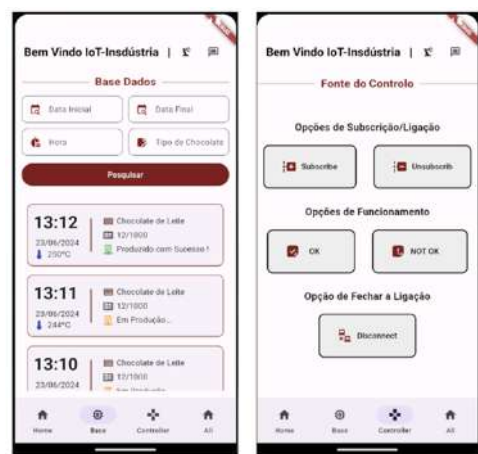 Bem Vindo IoT-Insdústria |
Base Dados
Data Inicial
Data Final
Hora
Tipo de Chocolate
Pesquisar
13:12
23/06/2024
Chocolate de Leite
12/1000
Produzido com Sucesso !
13:11
23/06/2024
244°C
Chocolate de Leite
12/1000
Em Produção...
13:10
23/06/2024
Chocolate de Leite
12/1000
Em Produção...
Home
Base
Controller
All
Bem Vindo IoT-Insdústria |
Fonte do Controlo
Opções de Subscrição/Ligação
Subscribe
Unsubscrib
Opções de Funcionamento
OK
NOT OK
Opção de Fechar a Ligação
Disconnect
Home
Base
Controller
All